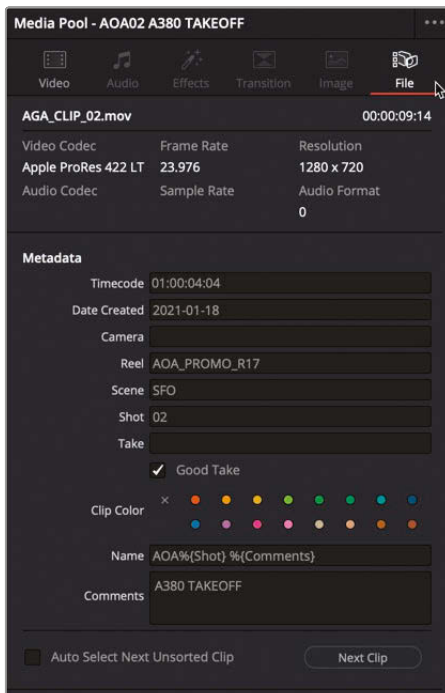 Media Pool - AOA02 A380 TAKEOFF
Video Audio Effects Transition Image File
AGA_CLIP_02.mov 00:00:09:14
Video Codec Frame Rate Resolution
Apple ProRes 422 LT 23.976 1280 x 720
Audio Codec Sample Rate Audio Format
0
Metadata
Timecode 01:00:04:04
Date Created 2021-01-18
Camera
Reel AOA_PROMO_R17
Scene SFO
Shot 02
Take
Good Take
Clip Color
Name AOA%{Shot} %{Comments}
Comments A380 TAKEOFF
Auto Select Next Unsorted Clip Next Clip